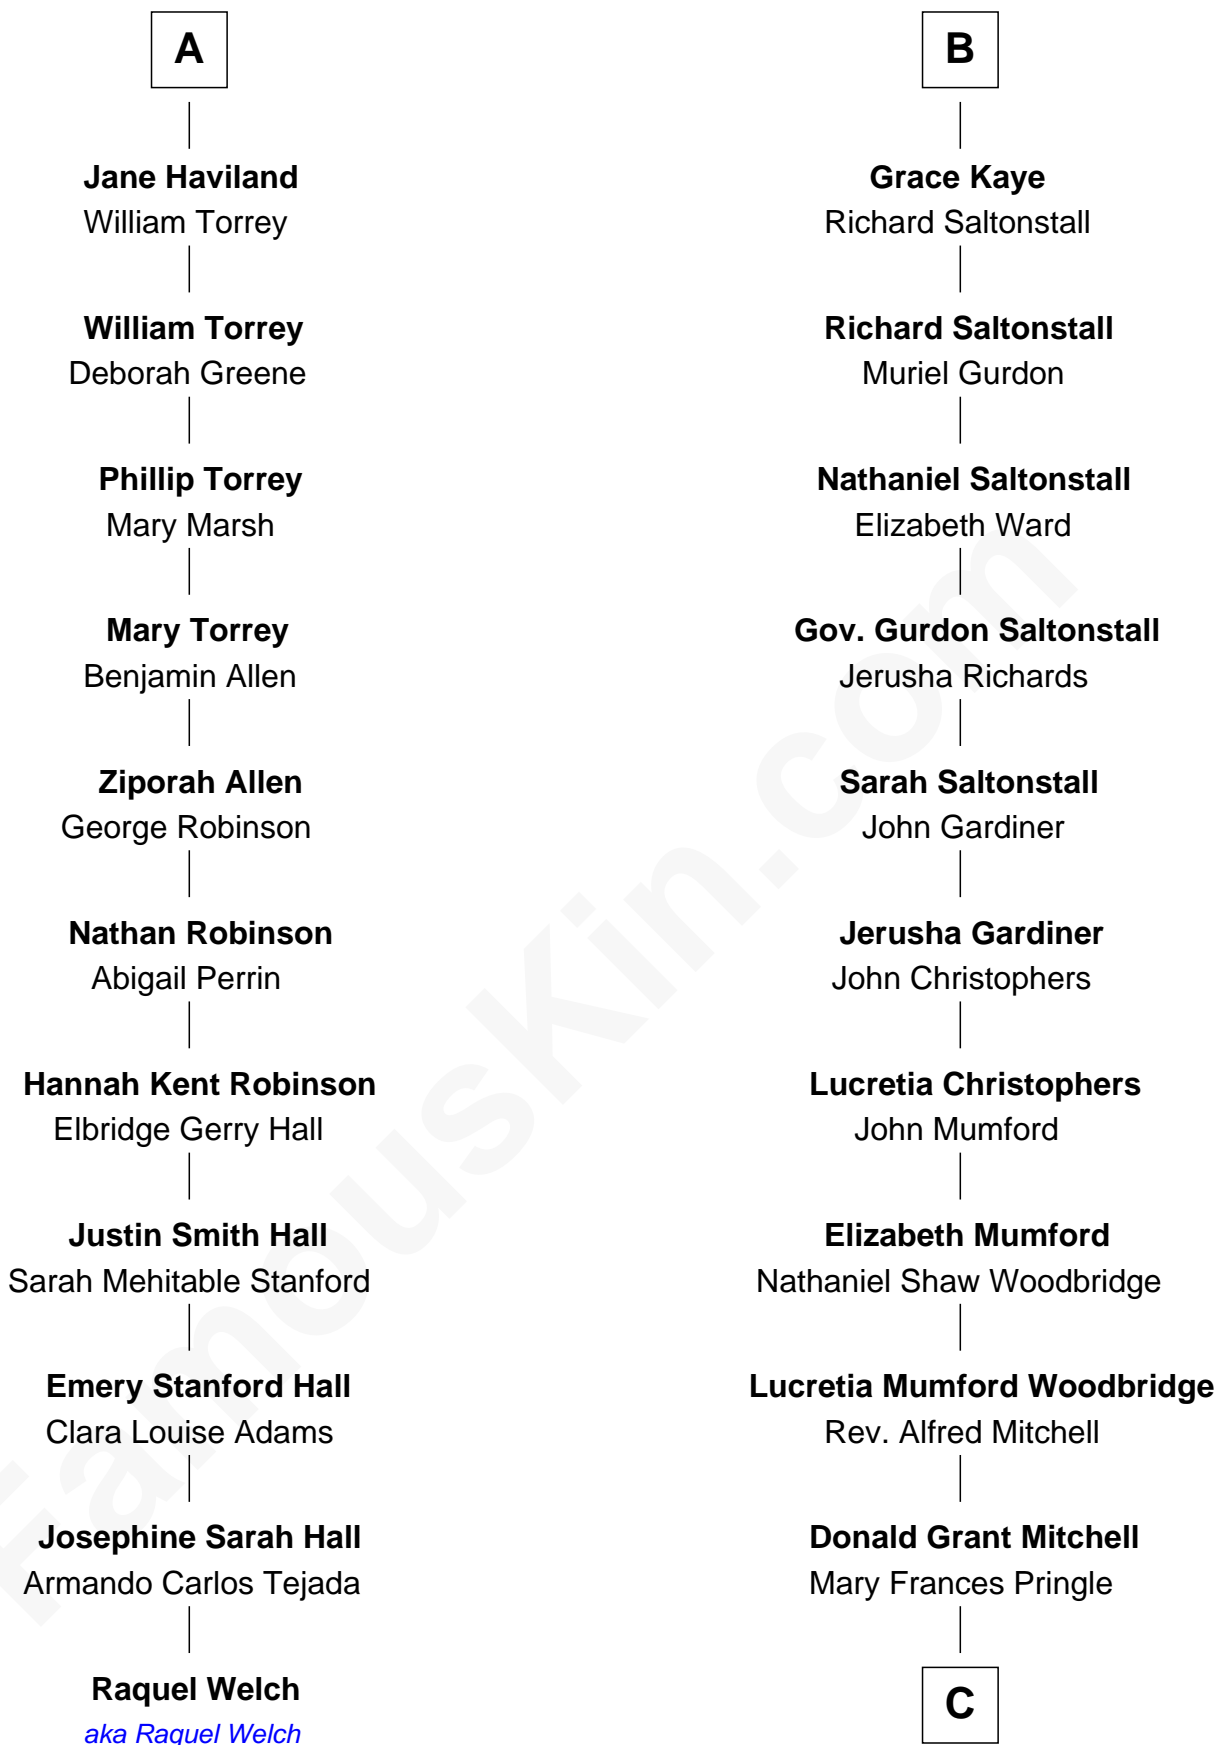 A
Jane Haviland
William Torrey
William Torrey
Deborah Greene
Phillip Torrey
Mary Marsh
Mary Torrey
Benjamin Allen
Ziporah Allen
George Robinson
Nathan Robinson
Abigail Perrin
Hannah Kent Robinson
Elbridge Gerry Hall
Justin Smith Hall
Sarah Mehitable Stanford
Emery Stanford Hall
Clara Louise Adams
Josephine Sarah Hall
Armando Carlos Tejada
Raquel Welch
aka Raquel Welch
B
Grace Kaye
Richard Saltonstall
Richard Saltonstall
Muriel Gurdon
Nathaniel Saltonstall
Elizabeth Ward
Gov. Gurdon Saltonstall
Jerusha Richards
Sarah Saltonstall
John Gardiner
Jerusha Gardiner
John Christophers
Lucretia Christophers
John Mumford
Elizabeth Mumford
Nathaniel Shaw Woodbridge
Lucretia Mumford Woodbridge
Rev. Alfred Mitchell
Donald Grant Mitchell
Mary Frances Pringle
C
FamousKin.com